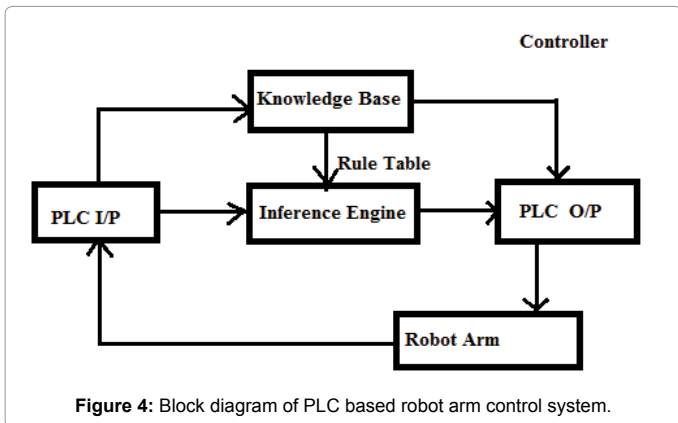 Controller
Knowledge Base
Rule Table
PLC I/P
Inference Engine
PLC O/P
Robot Arm
Figure 4: Block diagram of PLC based robot arm control system.